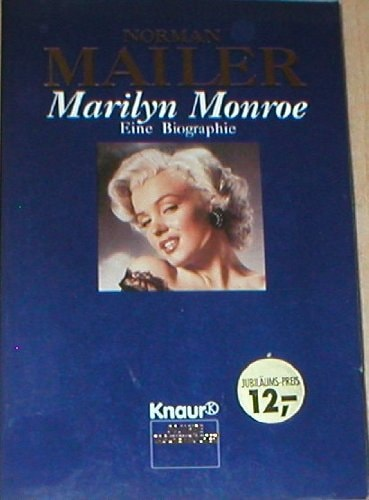 NORMAN
MAILER
Marilyn Monroe
Eine Biographie
JUBILÄUMS-PREIS
12,-
Knaur K